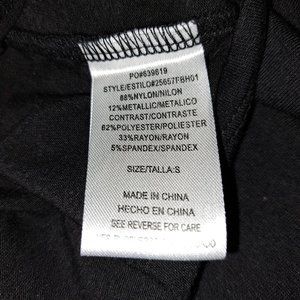 PO#639619
STYLE/ESTILO#25657FBH01
88%NYLON/NILON
12%METALLIC/METALICO
CONTRAST/CONTRASTE
62%POLYESTER/POLIESTER
33%RAYON/RAYON
5%SPANDEX/SPANDEX
SIZE/TALLA:S
MADE IN CHINA
HECHO EN CHINA
SEE REVERSE FOR CARE